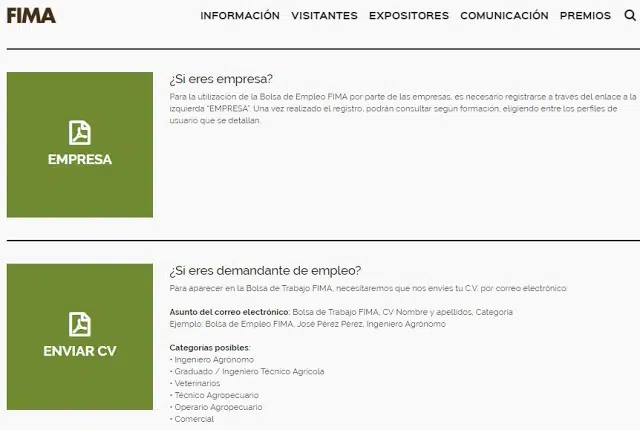 FIMA
INFORMACIÓN VISITANTES EXPOSITORES COMUNICACIÓN PREMIOS
¿Si eres empresa?
Para la utilización de la Bolsa de Empleo FIMA por parte de las empresas, es necesario registrarse a través del enlace a la
izquierda "EMPRESA". Una vez realizado el registro, podrán consultar según formación, eligiendo entre los perfiles de
usuario que se detallan.
EMPRESA
¿Si eres demandante de empleo?
Para aparecer en la Bolsa de Trabajo FIMA, necesitaremos que nos envíes tu C.V. por correo electrónico:
Asunto del correo electrónico: Bolsa de Trabajo FIMA, CV Nombre y apellidos, Categoría
Ejemplo: Bolsa de Empleo FIMA, José Pérez Pérez, Ingeniero Agrónomo
ENVIAR CV
Categorías posibles:
• Ingeniero Agrónomo
• Graduado / Ingeniero Técnico Agrícola
• Veterinarios
• Técnico Agropecuario
• Operario Agropecuario
• Comercial